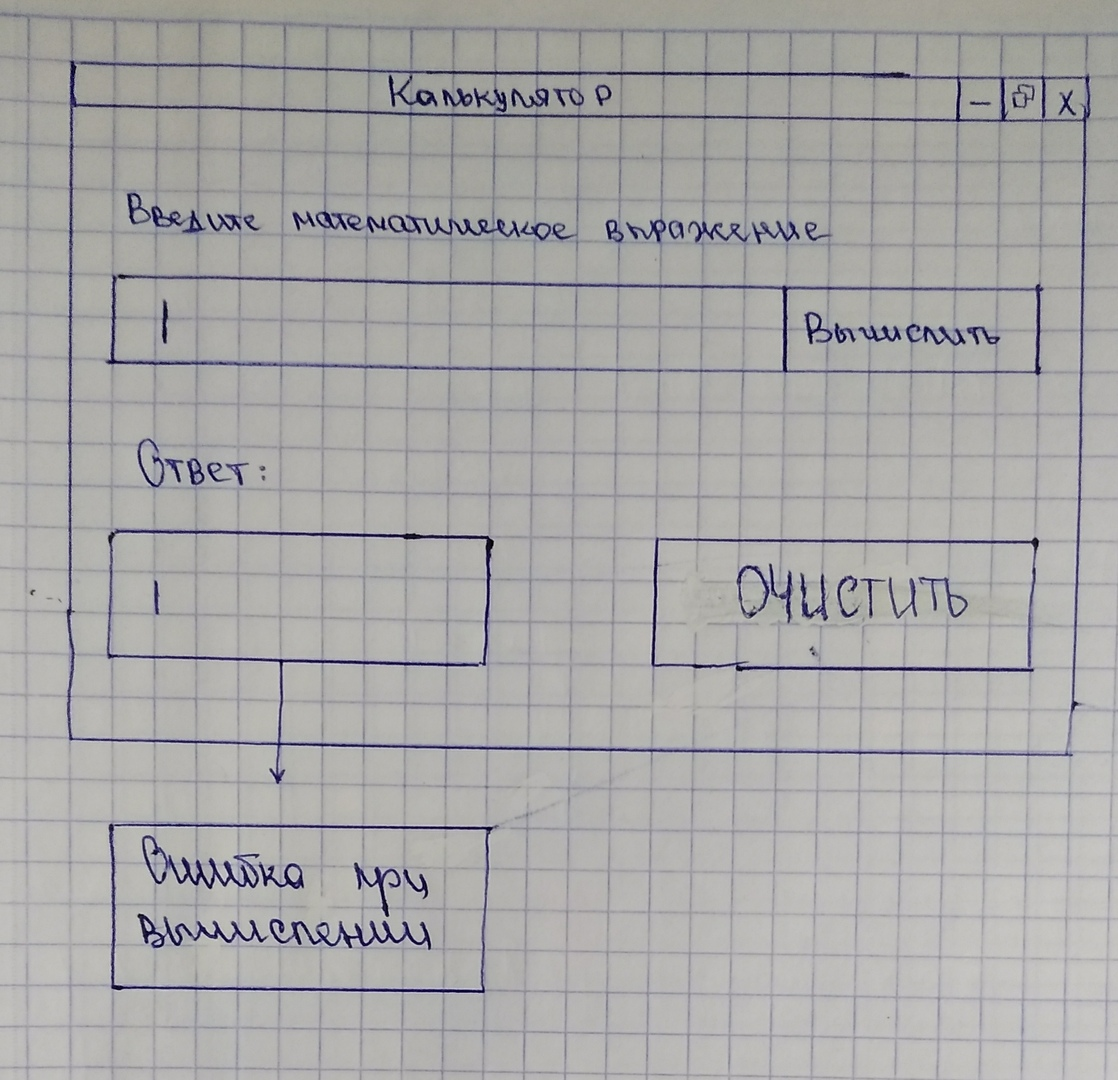 Калькулятор
— X
Введите математическое выражение
Вычислить
Ответ:
ОЧИСТИТЬ
Ошибка при
вычислении